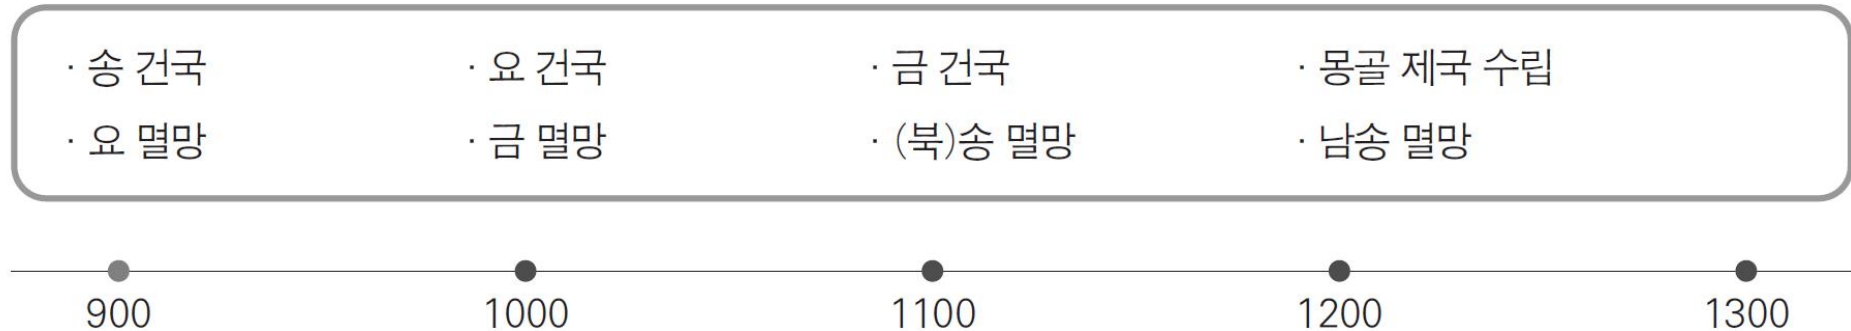 · 송 건국 · 요 건국 · 금 건국 · 몽골 제국 수립
· 요 멸망 · 금 멸망 · (북)송 멸망 · 남송 멸망
900 1000 1100 1200 1300